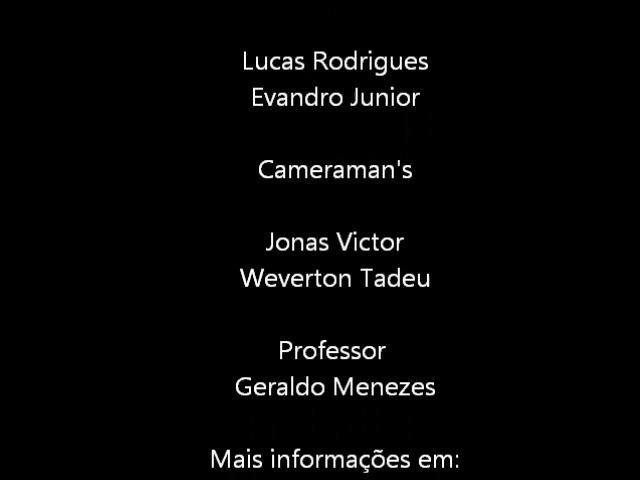 Lucas Rodrigues
Evandro Junior
Cameraman's
Jonas Victor
Weverton Tadeu
Professor
Geraldo Menezes
Mais informações em: